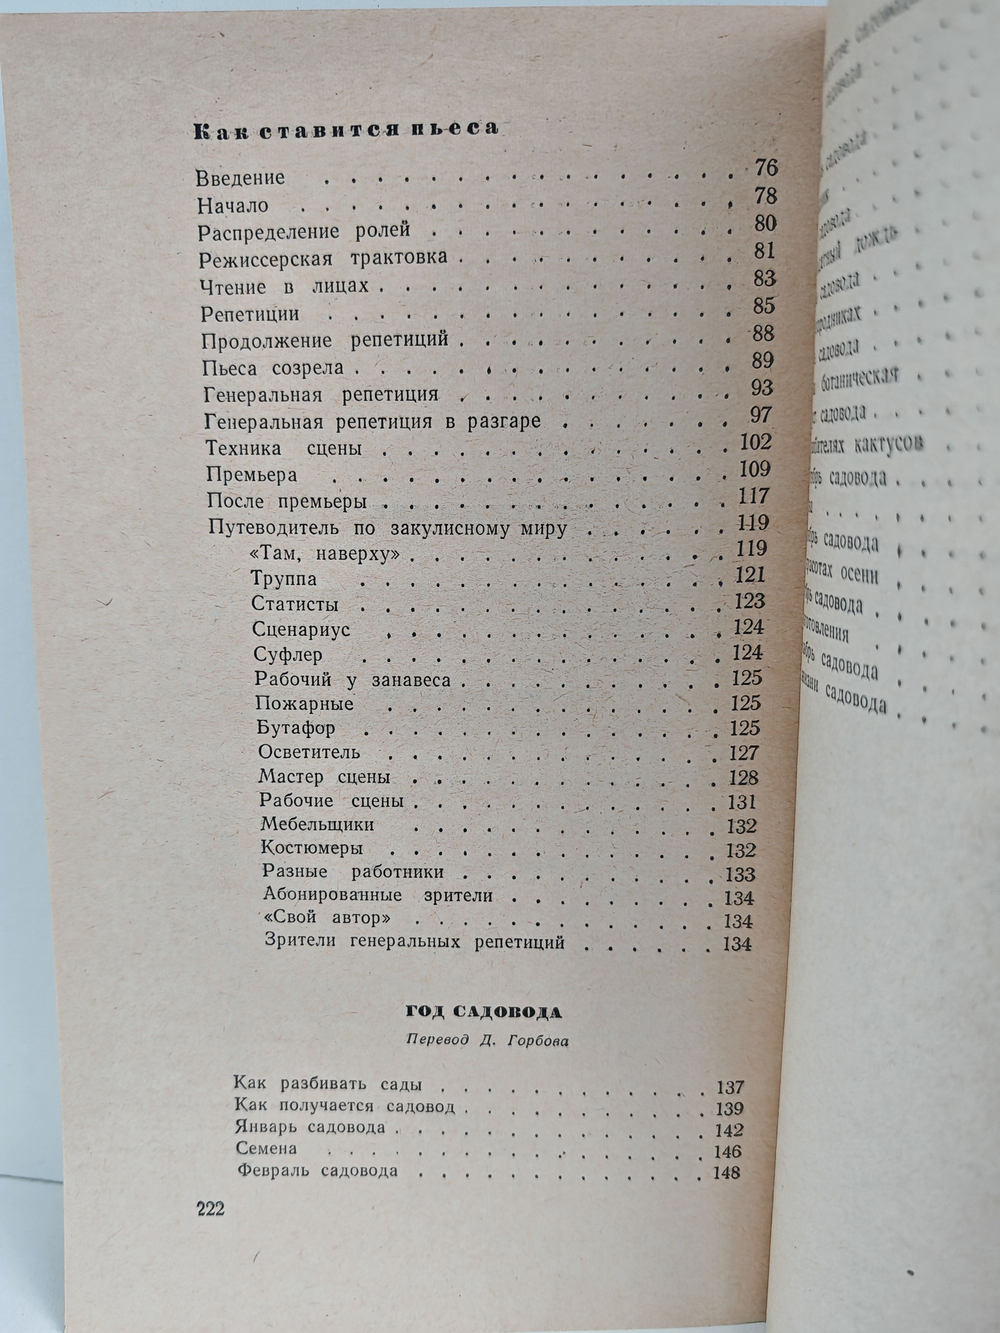 Как ставится пьеса
Введение . . . . . . . . . . . . . . . . 76
Начало . . . . . . . . . . . . . . . . . 78
Распределение ролей . . . . . . . . . . . . 80
Режиссерская трактовка . . . . . . . . . . . 81
Чтение в лицах . . . . . . . . . . . . . . 83
Репетиции . . . . . . . . . . . . . . . . 85
Продолжение репетиций . . . . . . . . . . . 88
Пьеса созрела . . . . . . . . . . . . . . . 89
Генеральная репетиция . . . . . . . . . . . 93
Генеральная репетиция в разгаре . . . . . . . 97
Техника сцены . . . . . . . . . . . . . . 102
Премьера . . . . . . . . . . . . . . . . 109
После премьеры . . . . . . . . . . . . . . 117
Путеводитель по закулисному миру . . . . . . 119
«Там, наверху» . . . . . . . . . . . . 119
Труппа . . . . . . . . . . . . . . 121
Статисты . . . . . . . . . . . . . . 123
Сценариус . . . . . . . . . . . . . 124
Суфлер . . . . . . . . . . . . . . 124
Рабочий у занавеса . . . . . . . . . . 125
Пожарные . . . . . . . . . . . . . 125
Бутафор . . . . . . . . . . . . . . 125
Осветитель . . . . . . . . . . . . . 127
Мастер сцены . . . . . . . . . . . . 128
Рабочие сцены . . . . . . . . . . . . 131
Мебельщики . . . . . . . . . . . . 132
Костюмеры . . . . . . . . . . . . . 132
Разные работники . . . . . . . . . . 133
Абонированные зрители . . . . . . . . 134
«Свой автор» . . . . . . . . . . . . 134
Зрители генеральных репетиций . . . . . . 134
ГОД САДОВОДА
Перевод Д. Горбова
Как разбивать сады . . . . . . . . . . . . 137
Как получается садовод . . . . . . . . . . . 139
Январь садовода . . . . . . . . . . . . . . 142
Семена . . . . . . . . . . . . . . . . . 146
Февраль садовода . . . . . . . . . . . . . 148
222
садовода
садовода
дождь
садовода
садовода
ботаническая
садовода
кактусов
садовода
садовода
осени
садовода
садовода
садовода